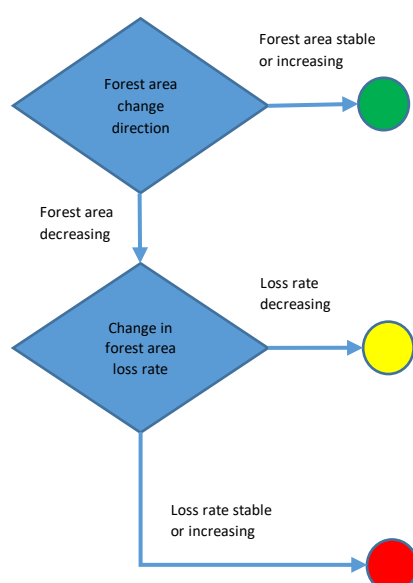 Forest area stable
or increasing
Forest area
change
direction
Forest area
decreasing
Loss rate
decreasing
Change in
forest area
loss rate
Loss rate stable
or increasing